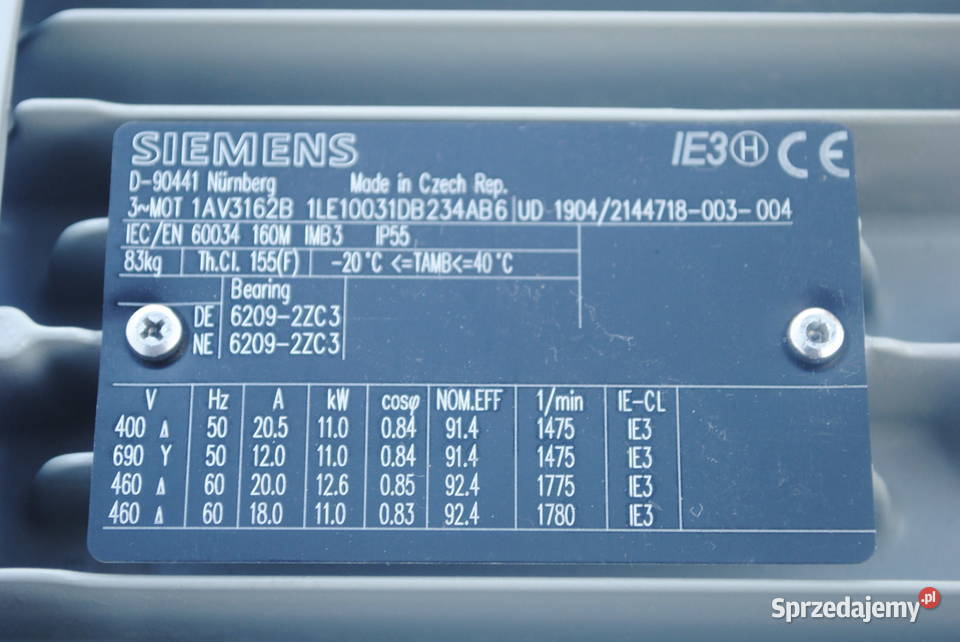 SIEMENS IE3 H CE
D-90441 Nürnberg Made in Czech Rep.
3~MOT 1AV3162B 1LE10031DB234AB6 UD 1904/2144718-003-004
IEC/EN 60034 160M IMB3 IP55
83kg Th.Cl. 155(F) -20°C <=TAMB<=40°C
Bearing
DE 6209-2ZC3
NE 6209-2ZC3
V Hz A kW cosφ NOM.EFF 1/min IE-CL
400 Δ 50 20.5 11.0 0.84 91.4 1475 IE3
690 Y 50 12.0 11.0 0.84 91.4 1475 IE3
460 Δ 60 20.0 12.6 0.85 92.4 1775 IE3
460 Δ 60 18.0 11.0 0.83 92.4 1780 IE3
Sprzedajemy.pl